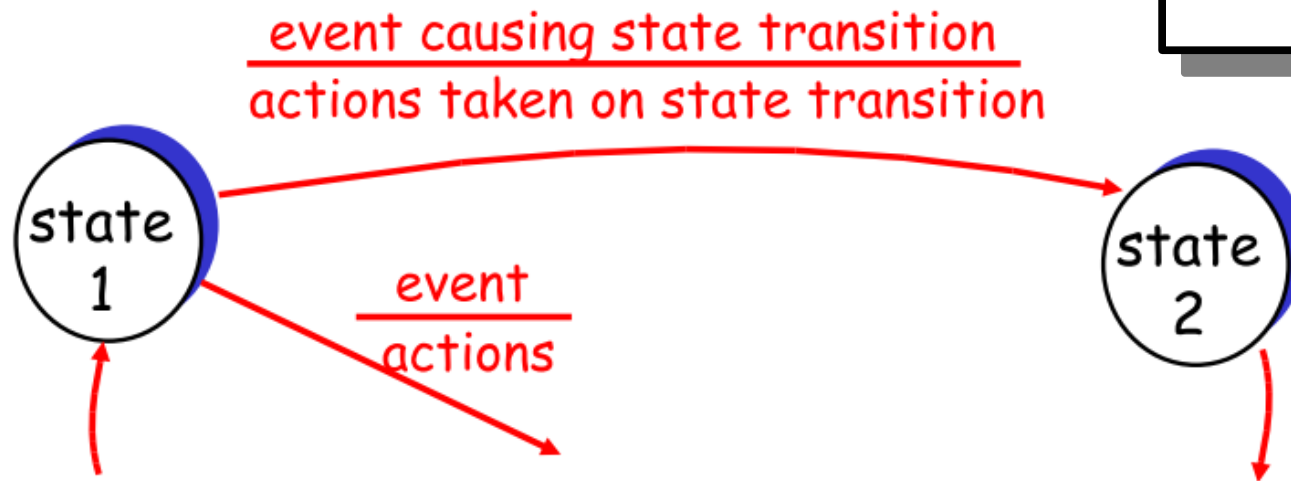 event causing state transition
actions taken on state transition
state
1
state
2
event
actions